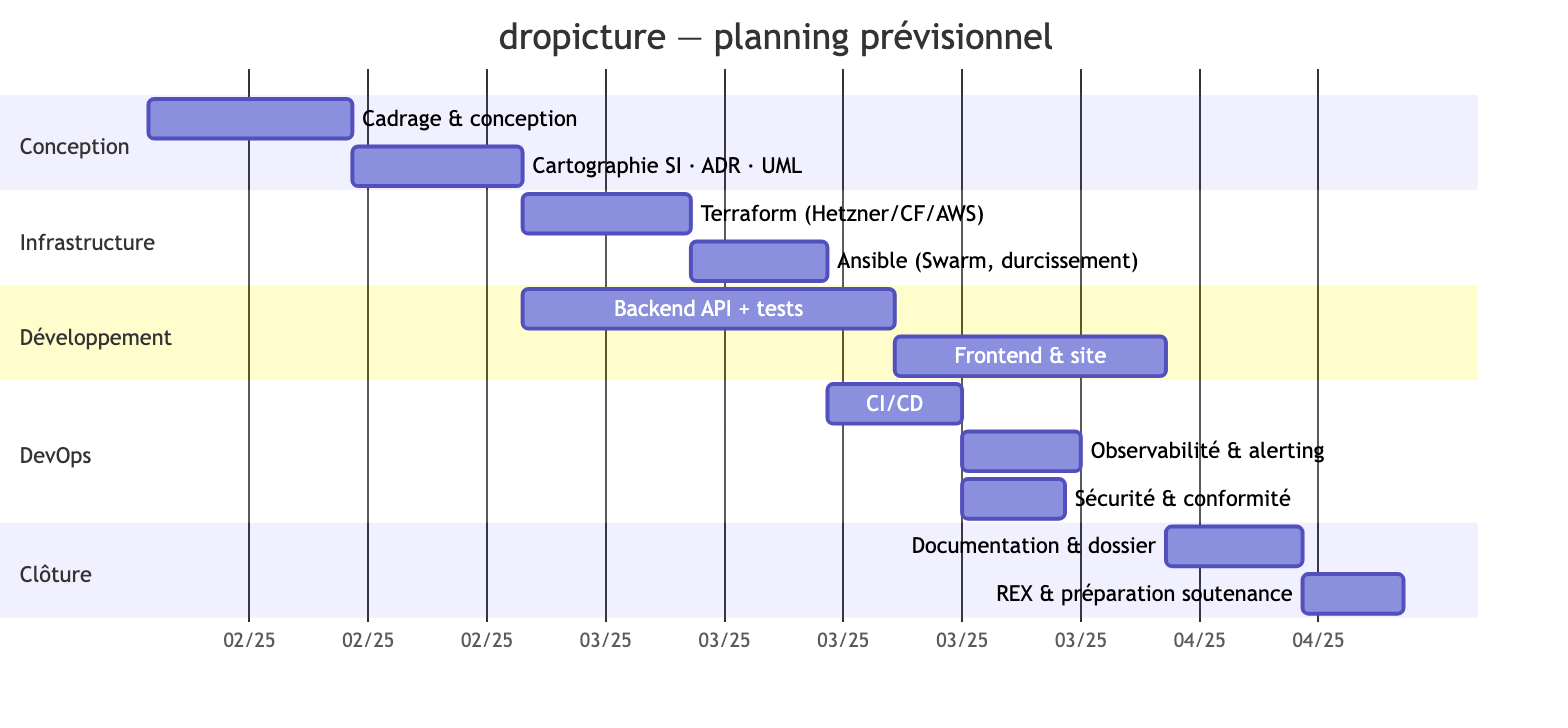 dropicture — planning prévisionnel
Conception
Cadrage & conception
Cartographie SI · ADR · UML
Infrastructure
Terraform (Hetzner/CF/AWS)
Ansible (Swarm, durcissement)
Développement
Backend API + tests
Frontend & site
DevOps
CI/CD
Observabilité & alerting
Sécurité & conformité
Clôture
Documentation & dossier
REX & préparation soutenance
02/25 02/25 02/25 03/25 03/25 03/25 03/25 03/25 04/25 04/25